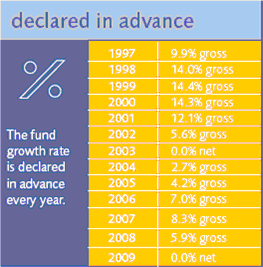 declared in advance
%
The fund
growth rate
is declared
in advance
every year.
1997 9.9% gross
1998 14.0% gross
1999 14.4% gross
2000 14.3% gross
2001 12.1% gross
2002 5.6% gross
2003 0.0% net
2004 2.7% gross
2005 4.2% gross
2006 7.0% gross
2007 8.3% gross
2008 5.9% gross
2009 0.0% net